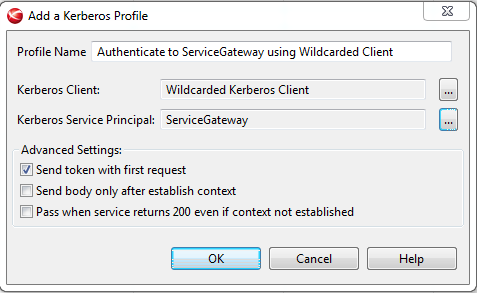 Add a Kerberos Profile
Profile Name Authenticate to ServiceGateway using Wildcarded Client
Kerberos Client: Wildcarded Kerberos Client ...
Kerberos Service Principal: ServiceGateway ...
Advanced Settings:
Send token with first request
Send body only after establish context
Pass when service returns 200 even if context not established
OK Cancel Help